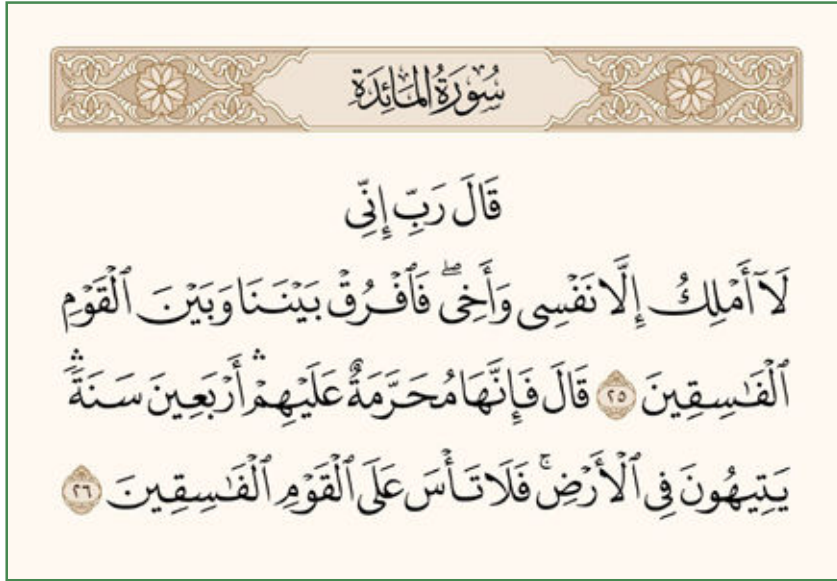 سُورَةُ المَائِدَةِ
قَالَ رَبِّ إِنِّي
لَآ أَمْلِكُ إِلَّا نَفْسِى وَأَخِىۖ فَٱفْرُقْ بَيْنَنَا وَبَيْنَ ٱلْقَوْمِ
ٱلْفَٰسِقِينَ ٢٥ قَالَ فَإِنَّهَا مُحَرَّمَةٌ عَلَيْهِمْۛ أَرْبَعِينَ سَنَةًۛ
يَتِيهُونَ فِى ٱلْأَرْضِۚ فَلَا تَأْسَ عَلَى ٱلْقَوْمِ ٱلْفَٰسِقِينَ ٢٦